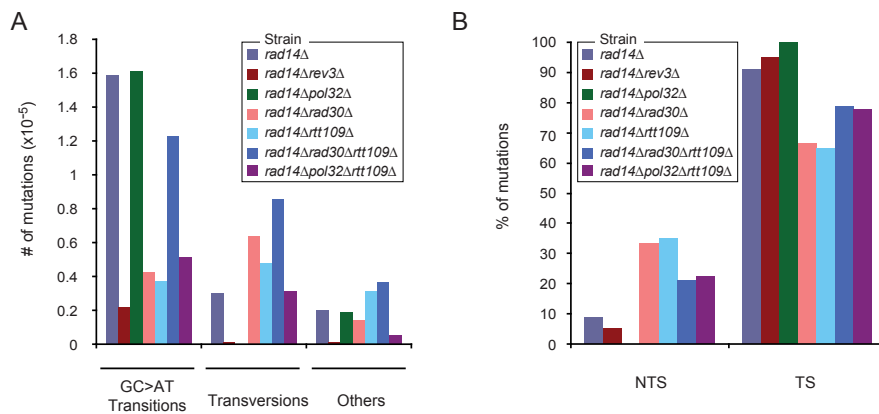 A
# of mutations (x10⁻⁵)
1.8
1.6
1.4
1.2
1
0.8
0.6
0.4
0.2
0
Strain
rad14Δ
rad14Δrev3Δ
rad14Δpol32Δ
rad14Δrad30Δ
rad14Δrtt109Δ
rad14Δrad30Δrtt109Δ
rad14Δpol32Δrtt109Δ
GC>AT
Transitions
Transversions
Others
B
% of mutations
100
90
80
70
60
50
40
30
20
10
0
Strain
rad14Δ
rad14Δrev3Δ
rad14Δpol32Δ
rad14Δrad30Δ
rad14Δrtt109Δ
rad14Δrad30Δrtt109Δ
rad14Δpol32Δrtt109Δ
NTS
TS